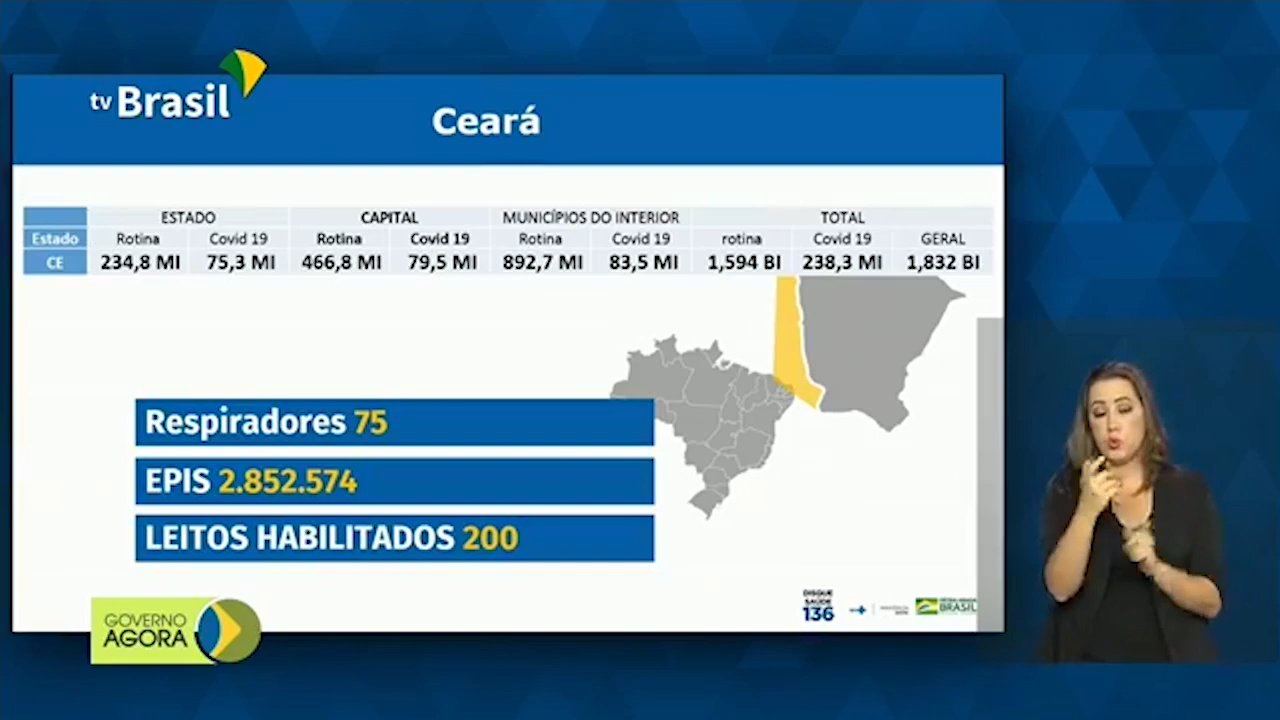 tv Brasil
Ceará
ESTADO CAPITAL MUNICÍPIOS DO INTERIOR TOTAL
Estado Rotina Covid 19 Rotina Covid 19 Rotina Covid 19 rotina Covid 19 GERAL
CE 234,8 MI 75,3 MI 466,8 MI 79,5 MI 892,7 MI 83,5 MI 1,594 BI 238,3 MI 1,832 BI
Respiradores 75
EPIS 2.852.574
LEITOS HABILITADOS 200
GOVERNO
AGORA
DISQUE
SAÚDE
136
BRASIL